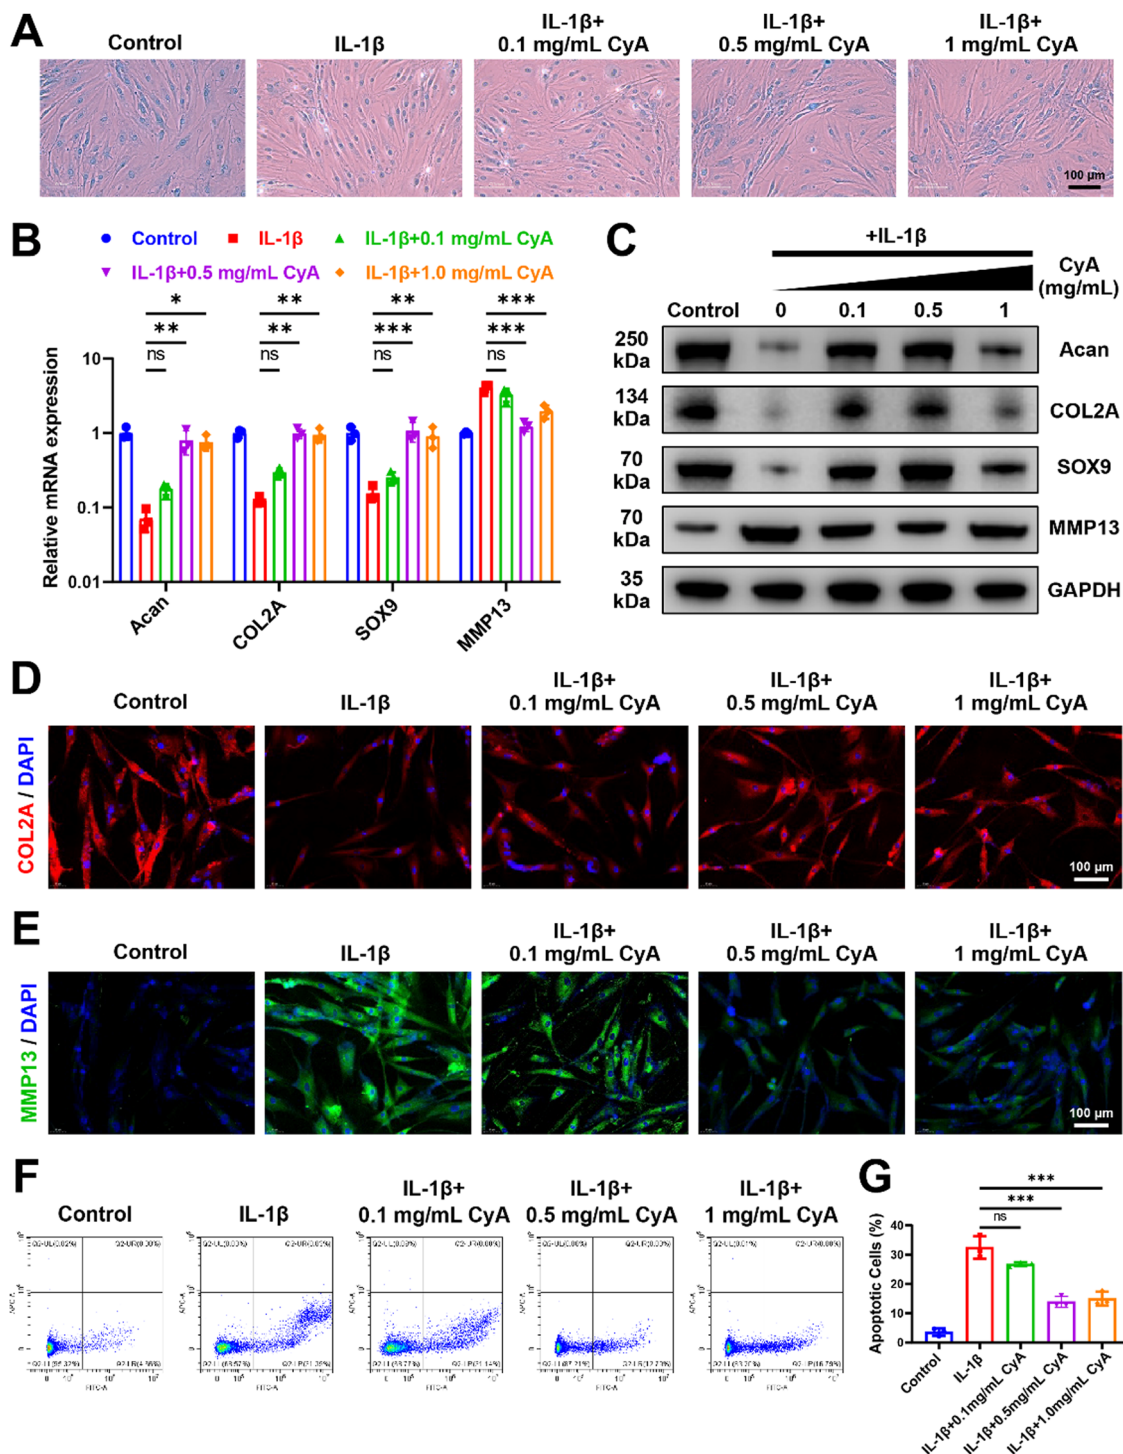 A
Control
IL-1β
IL-1β+
0.1 mg/mL CyA
IL-1β+
0.5 mg/mL CyA
IL-1β+
1 mg/mL CyA
100 μm
B
Control
IL-1β
IL-1β+0.1 mg/mL CyA
IL-1β+0.5 mg/mL CyA
IL-1β+1.0 mg/mL CyA
* ** ** ***
** ** *** ***
ns ns ns ns
Relative mRNA expression
10
1
0.1
0.01
Acan
COL2A
SOX9
MMP13
C
+IL-1β
CyA
(mg/mL)
Control 0 0.1 0.5 1
250
kDa
Acan
134
kDa
COL2A
70
kDa
SOX9
70
kDa
MMP13
35
kDa
GAPDH
D
Control
IL-1β
IL-1β+
0.1 mg/mL CyA
IL-1β+
0.5 mg/mL CyA
IL-1β+
1 mg/mL CyA
COL2A / DAPI
100 μm
E
Control
IL-1β
IL-1β+
0.1 mg/mL CyA
IL-1β+
0.5 mg/mL CyA
IL-1β+
1 mg/mL CyA
MMP13 / DAPI
100 μm
F
Control
IL-1β
IL-1β+
0.1 mg/mL CyA
IL-1β+
0.5 mg/mL CyA
IL-1β+
1 mg/mL CyA
APC-A
APC-A
APC-A
APC-A
APC-A
FITC-A
FITC-A
FITC-A
FITC-A
FITC-A
G
***
***
ns
Apoptotic Cells (%)
40
30
20
10
0
Control
IL-1β
IL-1β+0.1mg/mL CyA
IL-1β+0.5mg/mL CyA
IL-1β+1.0mg/mL CyA